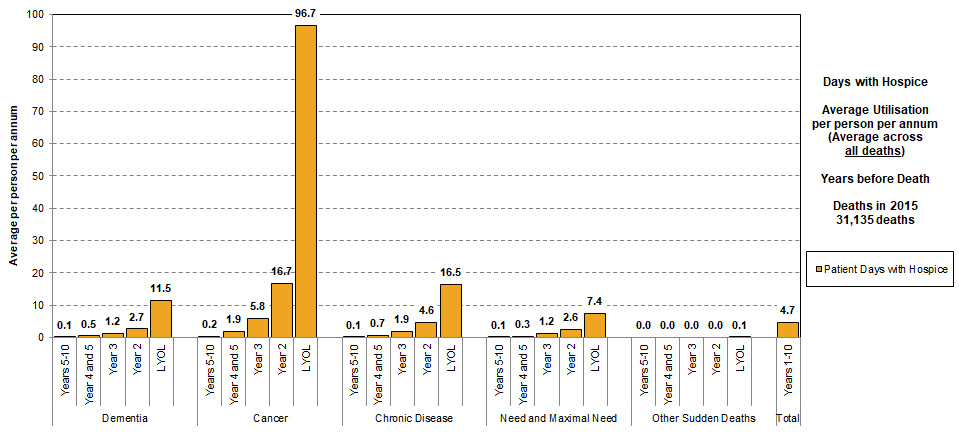 100
90
80
70
60
50
40
30
20
10
0
Average per person per annum
0.1 0.5 1.2 2.7 11.5
0.2 1.9 5.8 16.7 96.7
0.1 0.7 1.9 4.6 16.5
0.1 0.3 1.2 2.6 7.4
0.0 0.0 0.0 0.0 0.1
4.7
Years 5-10 Year 4 and 5 Year 3 Year 2 LYOL
Years 5-10 Year 4 and 5 Year 3 Year 2 LYOL
Years 5-10 Year 4 and 5 Year 3 Year 2 LYOL
Years 5-10 Year 4 and 5 Year 3 Year 2 LYOL
Years 5-10 Year 4 and 5 Year 3 Year 2 LYOL
Years 1-10
Dementia Cancer Chronic Disease Need and Maximal Need Other Sudden Deaths Total
Days with Hospice
Average Utilisation
per person per annum
(Average across
all deaths)
Years before Death
Deaths in 2015
31,135 deaths
Patient Days with Hospice